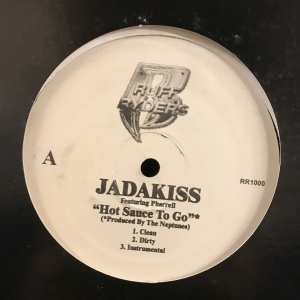 RUFF
RYDERS
A
RR1000
JADAKISS
Featuring Pharrell
"Hot Sauce To Go"*
(*Produced By The Neptunes)
1. Clean
2. Dirty
3. Instrumental